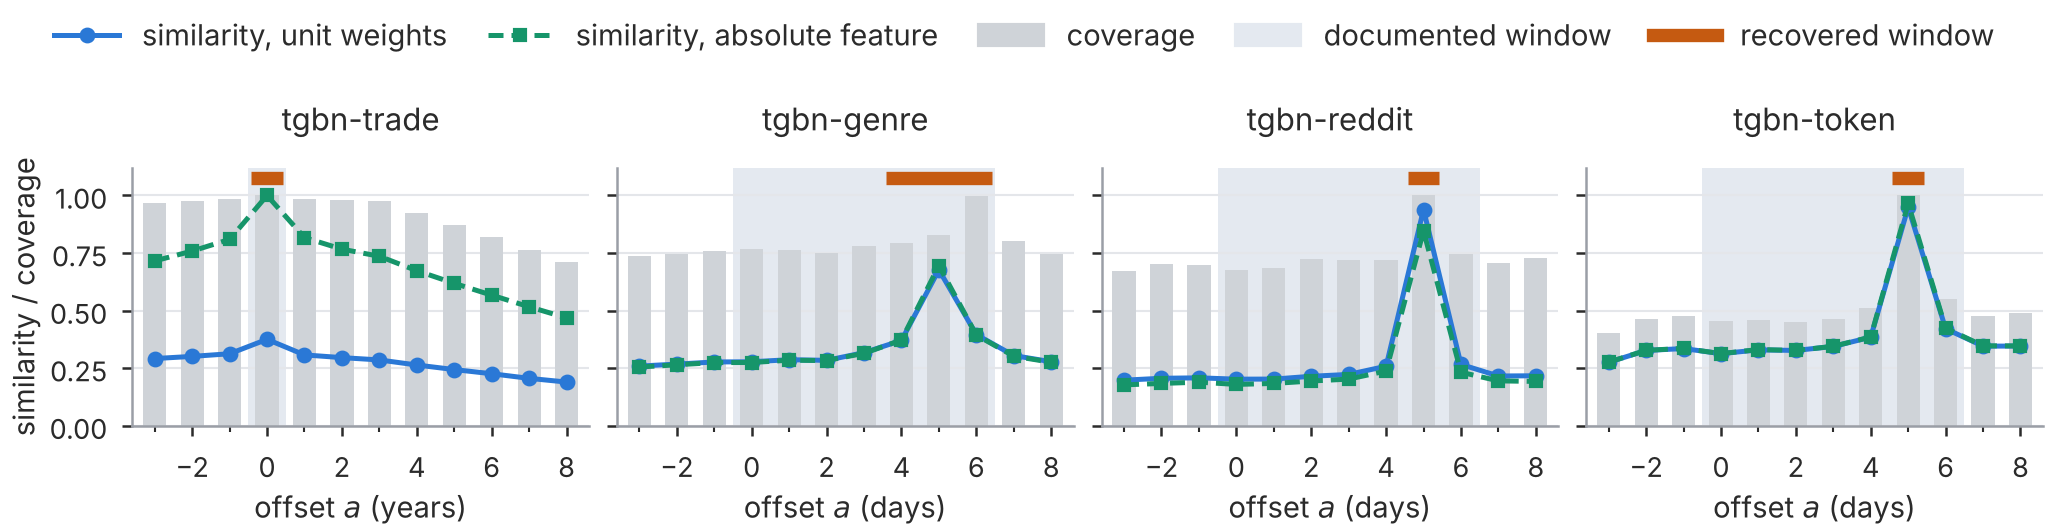 similarity, unit weights similarity, absolute feature coverage documented window recovered window
tgbn-trade tgbn-genre tgbn-reddit tgbn-token
similarity / coverage
1.00
0.75
0.50
0.25
0.00
−2 0 2 4 6 8
offset a (years)
−2 0 2 4 6 8
offset a (days)
−2 0 2 4 6 8
offset a (days)
−2 0 2 4 6 8
offset a (days)